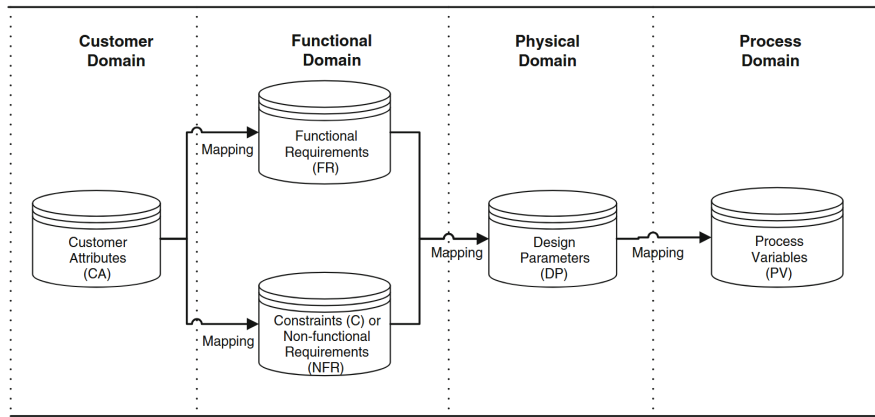 Customer
Domain
Functional
Domain
Physical
Domain
Process
Domain
Customer
Attributes
(CA)
Mapping
Functional
Requirements
(FR)
Mapping
Constraints (C) or
Non-functional
Requirements
(NFR)
Mapping
Design
Parameters
(DP)
Mapping
Process
Variables
(PV)